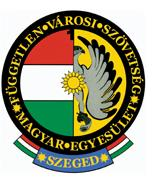 FÜGGETLEN • VÁROSI • SZÖVETSÉG
MAGYAR • EGYESÜLET
SZEGED